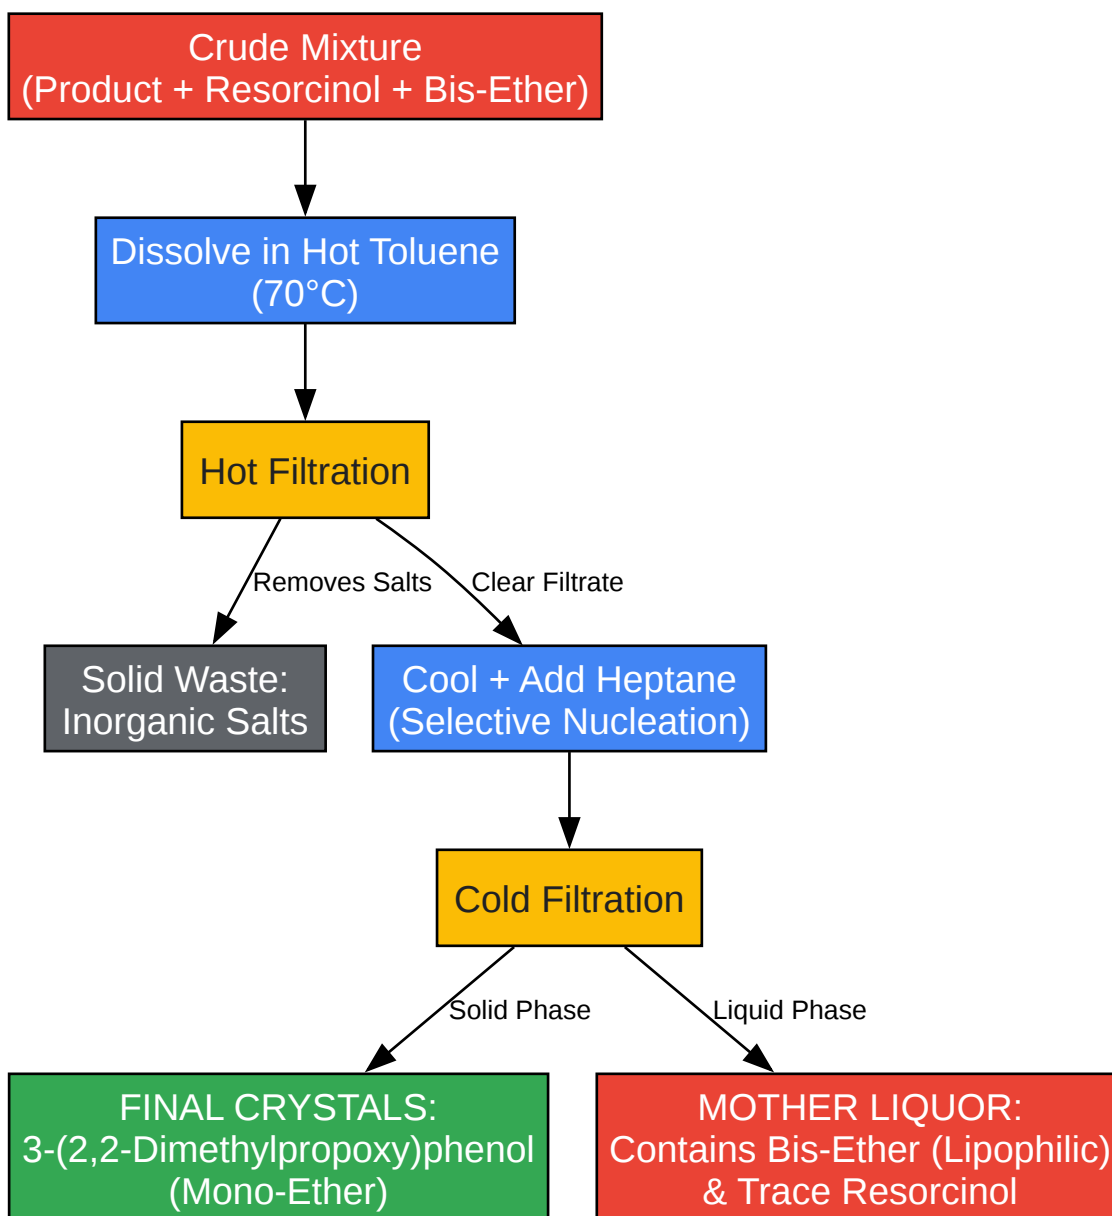 Crude Mixture
(Product + Resorcinol + Bis-Ether)
Dissolve in Hot Toluene
(70°C)
Hot Filtration
Removes Salts
Clear Filtrate
Solid Waste:
Inorganic Salts
Cool + Add Heptane
(Selective Nucleation)
Cold Filtration
Solid Phase
Liquid Phase
FINAL CRYSTALS:
3-(2,2-Dimethylpropoxy)phenol
(Mono-Ether)
MOTHER LIQUOR:
Contains Bis-Ether (Lipophilic)
& Trace Resorcinol